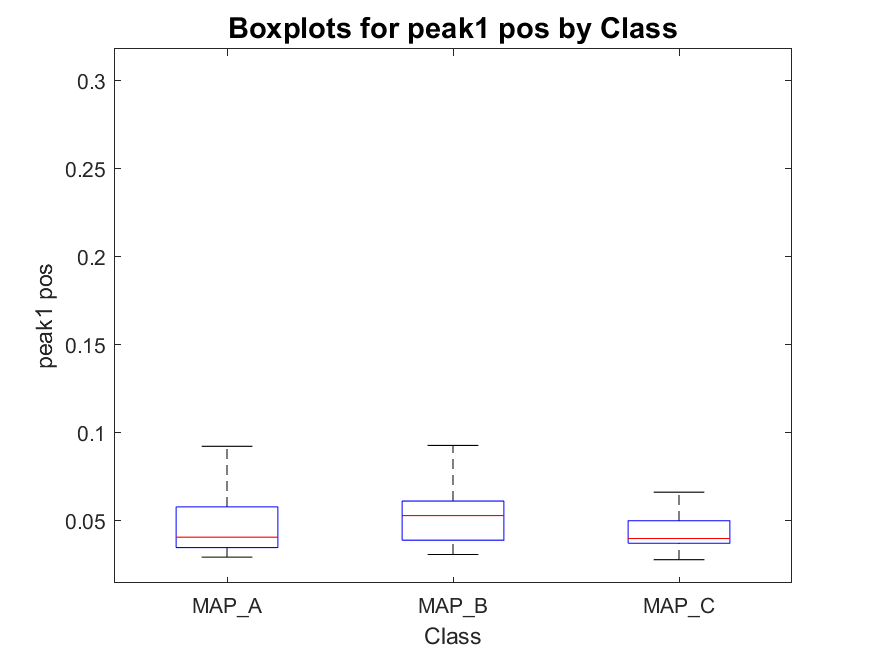 Boxplots for peak1 pos by Class
0.3
0.25
0.2
0.15
0.1
0.05
peak1 pos
MAP_A
MAP_B
MAP_C
Class